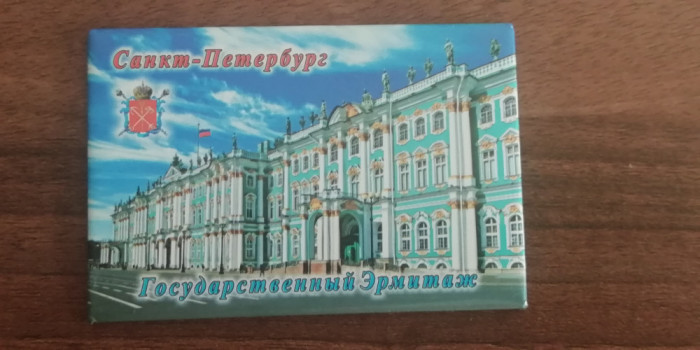 Санкт-Петербург
Государственный Эрмитаж